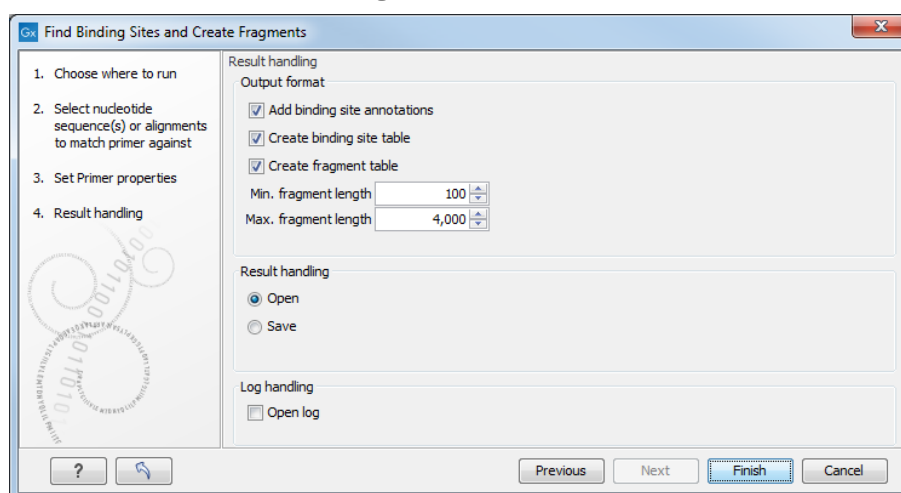 Gx Find Binding Sites and Create Fragments
1. Choose where to run
2. Select nucleotide
sequence(s) or alignments
to match primer against
3. Set Primer properties
4. Result handling
Result handling
Output format
Add binding site annotations
Create binding site table
Create fragment table
Min. fragment length 100
Max. fragment length 4,000
Result handling
Open
Save
Log handling
Open log
? Previous Next Finish Cancel